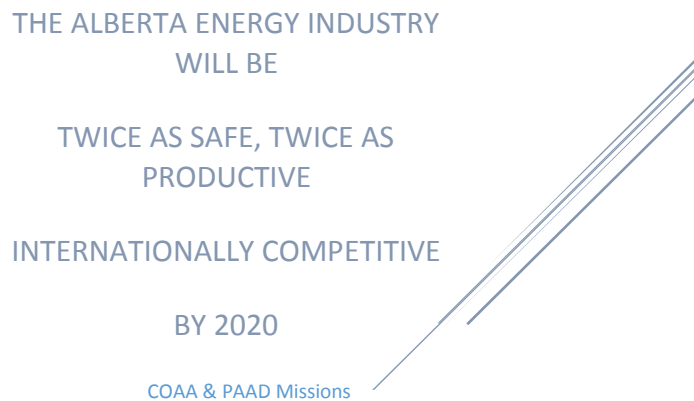 THE ALBERTA ENERGY INDUSTRY
WILL BE
TWICE AS SAFE, TWICE AS
PRODUCTIVE
INTERNATIONALLY COMPETITIVE
BY 2020
COAA & PAAD Missions